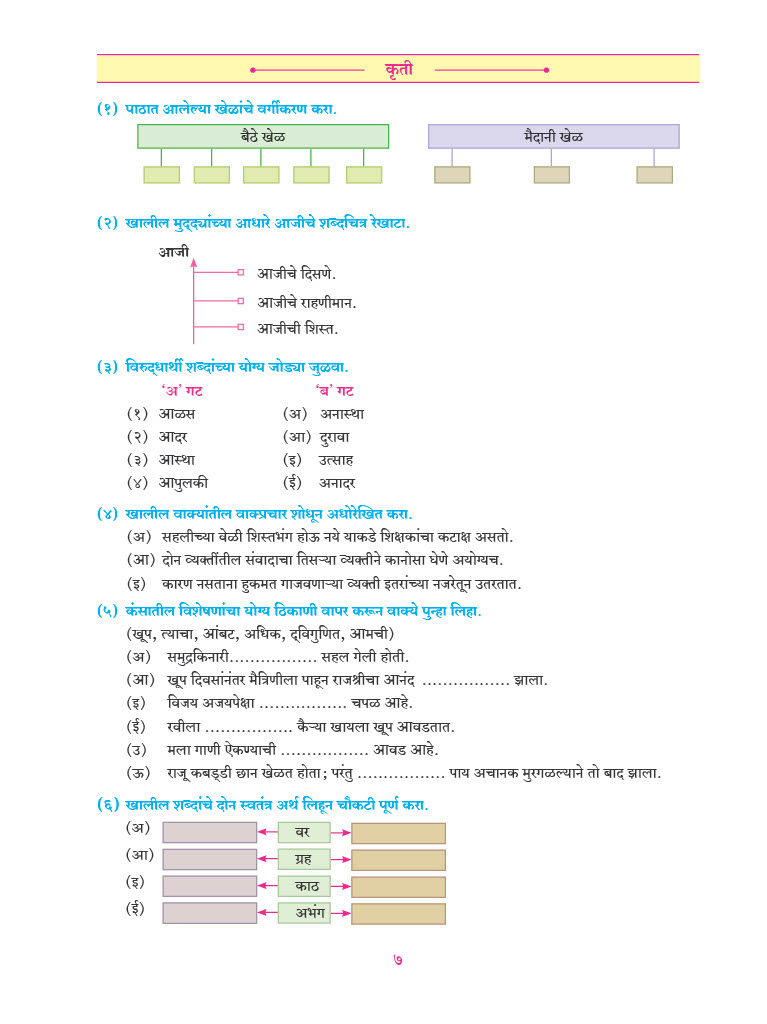 कृती
(१) पाठात आलेल्या खेळांचे वर्गीकरण करा.
बैठे खेळ मैदानी खेळ
(२) खालील मुद्‌द्यांच्या आधारे आजीचे शब्दचित्र रेखाटा.
आजी
आजीचे दिसणे.
आजीचे राहणीमान.
आजीची शिस्त.
(३) विरुद्‌धार्थी शब्दांच्या योग्य जोड्या जुळवा.
‘अ’ गट ‘ब’ गट
(१) आळस (अ) अनास्था
(२) आदर (आ) दुरावा
(३) आस्था (इ) उत्साह
(४) आपुलकी (ई) अनादर
(४) खालील वाक्यांतील वाक्प्रचार शोधून अधोरेखित करा.
(अ) सहलीच्या वेळी शिस्तभंग होऊ नये याकडे शिक्षकांचा कटाक्ष असतो.
(आ) दोन व्यक्तींतील संवादाचा तिसऱ्या व्यक्तीने कानोसा घेणे अयोग्यच.
(इ) कारण नसताना हुकमत गाजवणाऱ्या व्यक्ती इतरांच्या नजरेतून उतरतात.
(५) कंसातील विशेषणांचा योग्य ठिकाणी वापर करून वाक्ये पुन्हा लिहा.
(खूप, त्याचा, आंबट, अधिक, द्‌विगुणित, आमची)
(अ) समुद्रकिनारी................. सहल गेली होती.
(आ) खूप दिवसांनंतर मैत्रिणीला पाहून राजश्रीचा आनंद ................. झाला.
(इ) विजय अजयपेक्षा ................. चपळ आहे.
(ई) रवीला ................. कैऱ्या खायला खूप आवडतात.
(उ) मला गाणी ऐकण्याची ................. आवड आहे.
(ऊ) राजू कबड्‌डी छान खेळत होता; परंतु ................. पाय अचानक मुरगळल्याने तो बाद झाला.
(६) खालील शब्दांचे दोन स्वतंत्र अर्थ लिहून चौकटी पूर्ण करा.
(अ) वर
(आ) ग्रह
(इ) काठ
(ई) अभंग
७